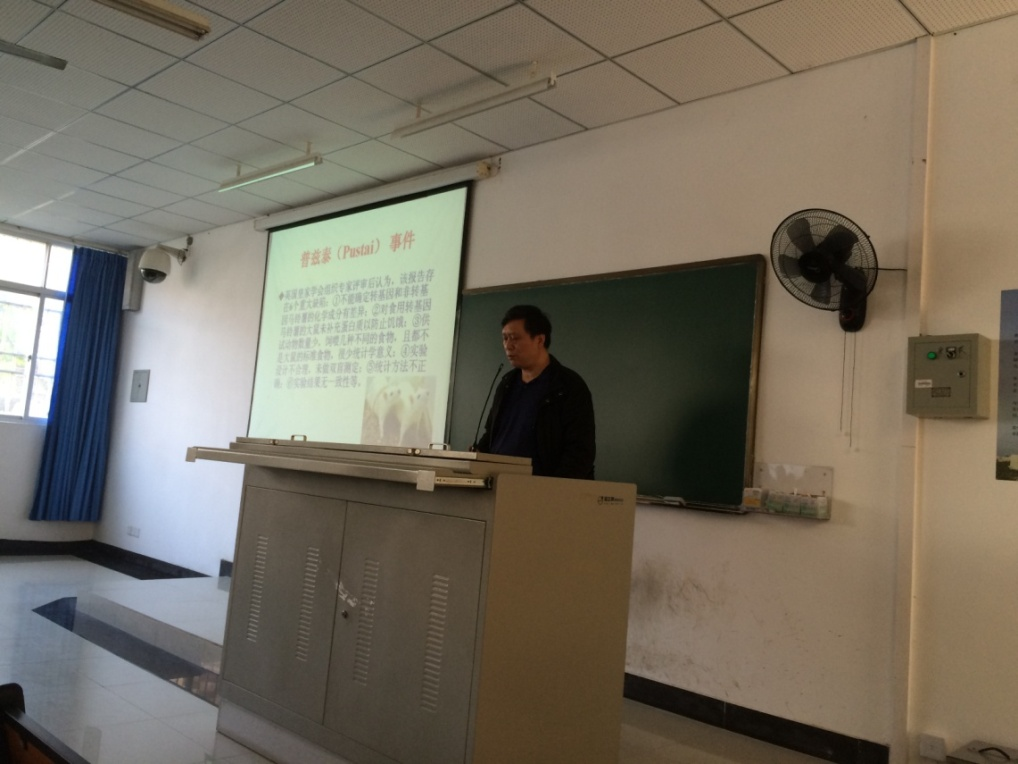 普兹泰（Pustai）事件
英国皇家学会组织专家评审后认为，该报告存
在6个重大缺陷：①不能确定转基因和非转基
因马铃薯的化学成分有差异；②对食用转基因
马铃薯的大鼠未补充蛋白质以防止饥饿；③供
试动物数量少，饲喂几种不同的食物，且都不
是大鼠的标准食物，很少统计学意义；④实验
设计不合理，未做双盲测定；⑤统计方法不正
确；⑥实验结果无一致性等。